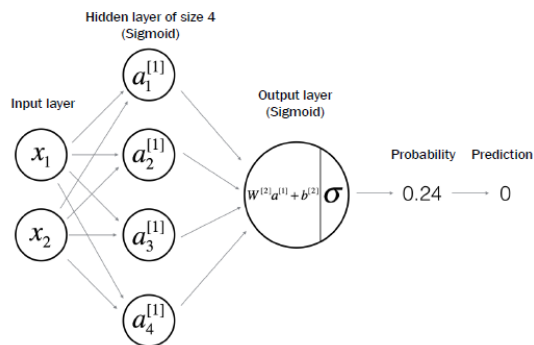 Hidden layer of size 4
(Sigmoid)
a₁^[1]
Input layer
Output layer
(Sigmoid)
x₁
a₂^[1]
Probability
Prediction
W^[2]a^[1]+b^[2]
σ
0.24
0
x₂
a₃^[1]
a₄^[1]